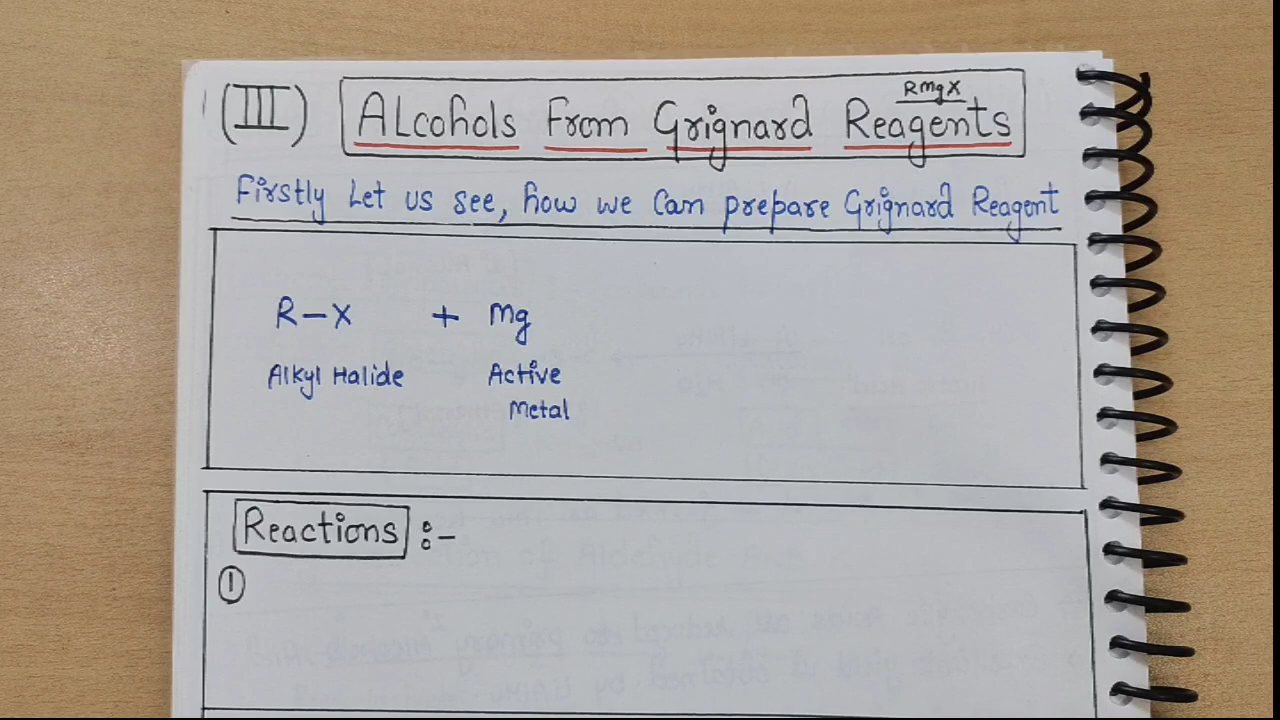 (III) ALcohols From Grignard Reagents
RMgX
Firstly Let us see, how we can prepare Grignard Reagent
R-X + Mg
Alkyl Halide Active
Metal
Reactions :-
①